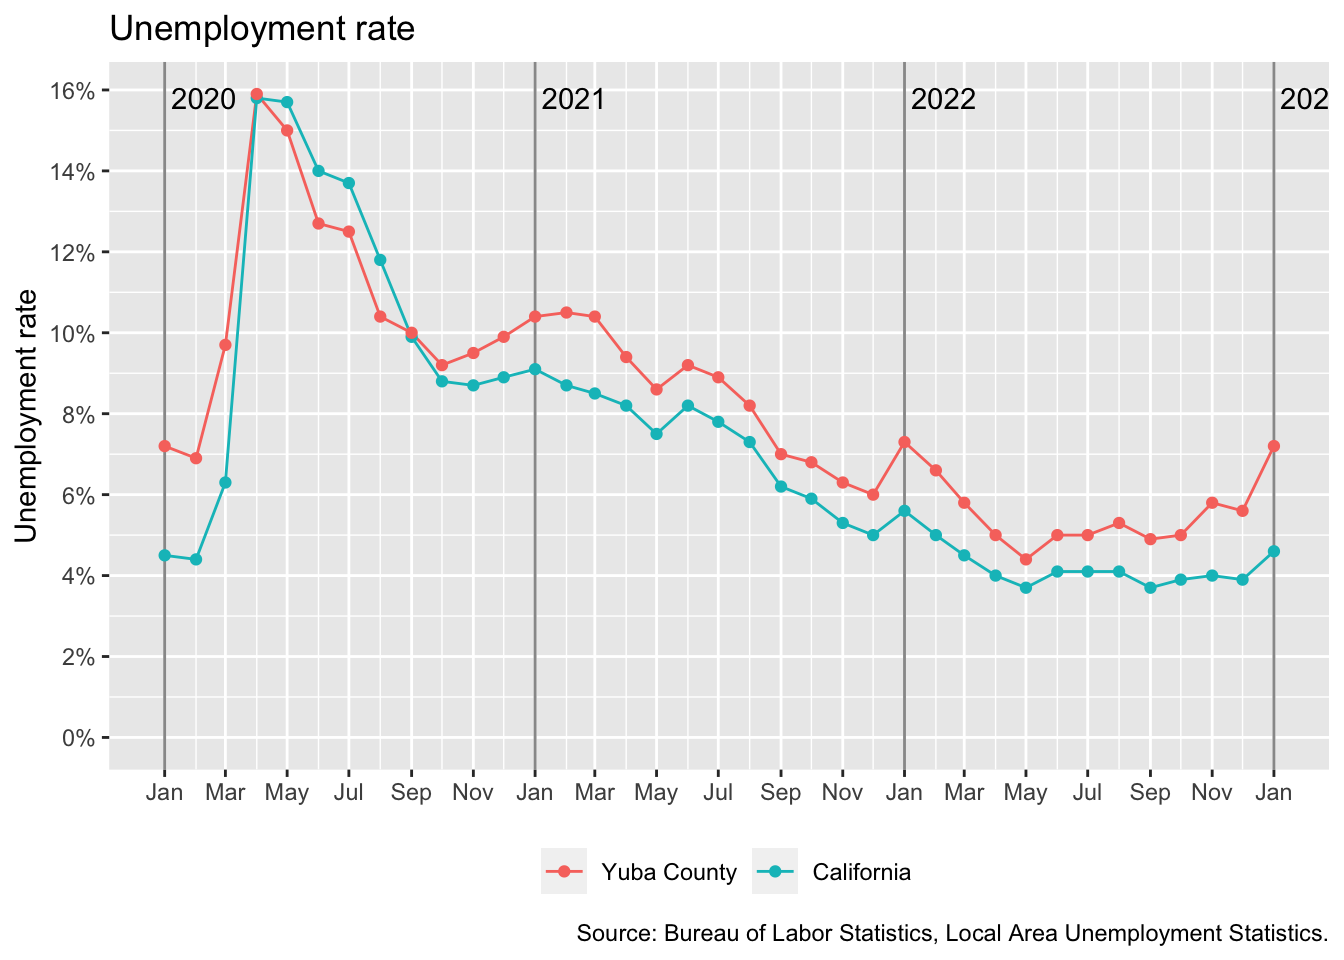 Unemployment rate
2020 2021 2022 202
16%
14%
12%
10%
8%
6%
4%
2%
0%
Unemployment rate
Jan Mar May Jul Sep Nov Jan Mar May Jul Sep Nov Jan Mar May Jul Sep Nov Jan
Yuba County California
Source: Bureau of Labor Statistics, Local Area Unemployment Statistics.